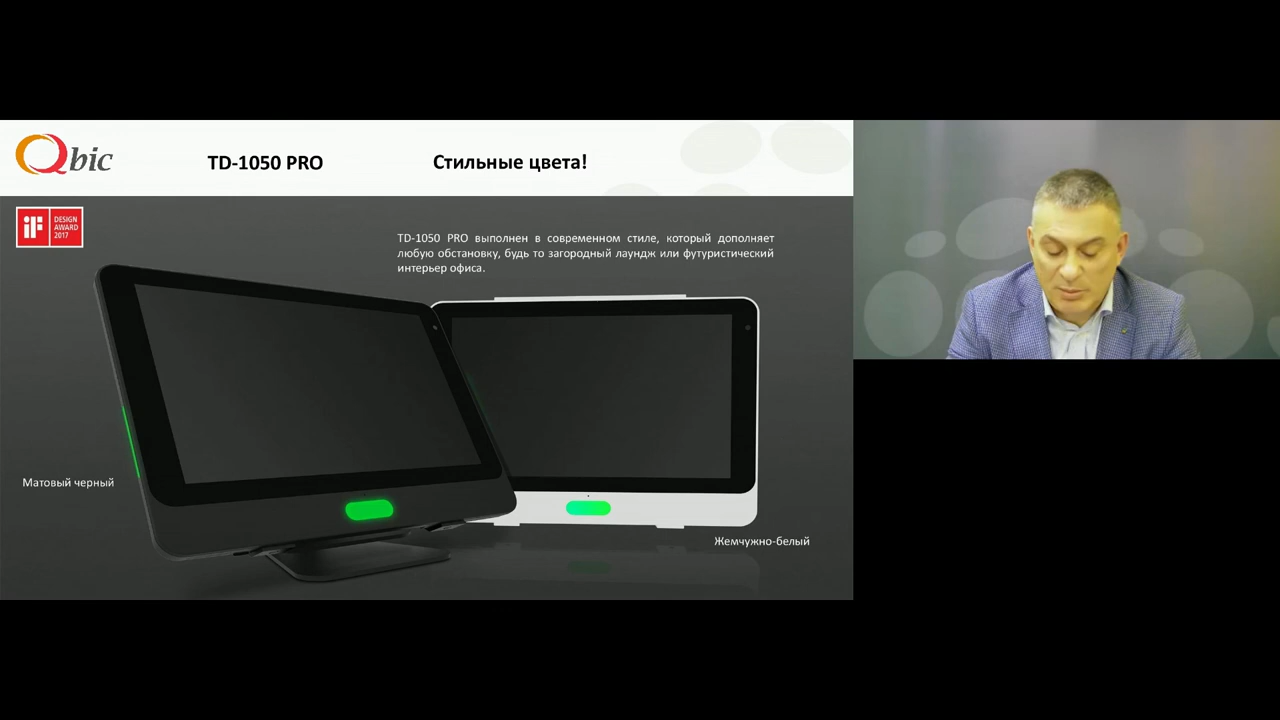 Qbic
TD-1050 PRO
Стильные цвета!
iF
DESIGN
AWARD
2017
TD-1050 PRO выполнен в современном стиле, который дополняет
любую обстановку, будь то загородный лаундж или футуристический
интерьер офиса.
Матовый черный
Жемчужно-белый